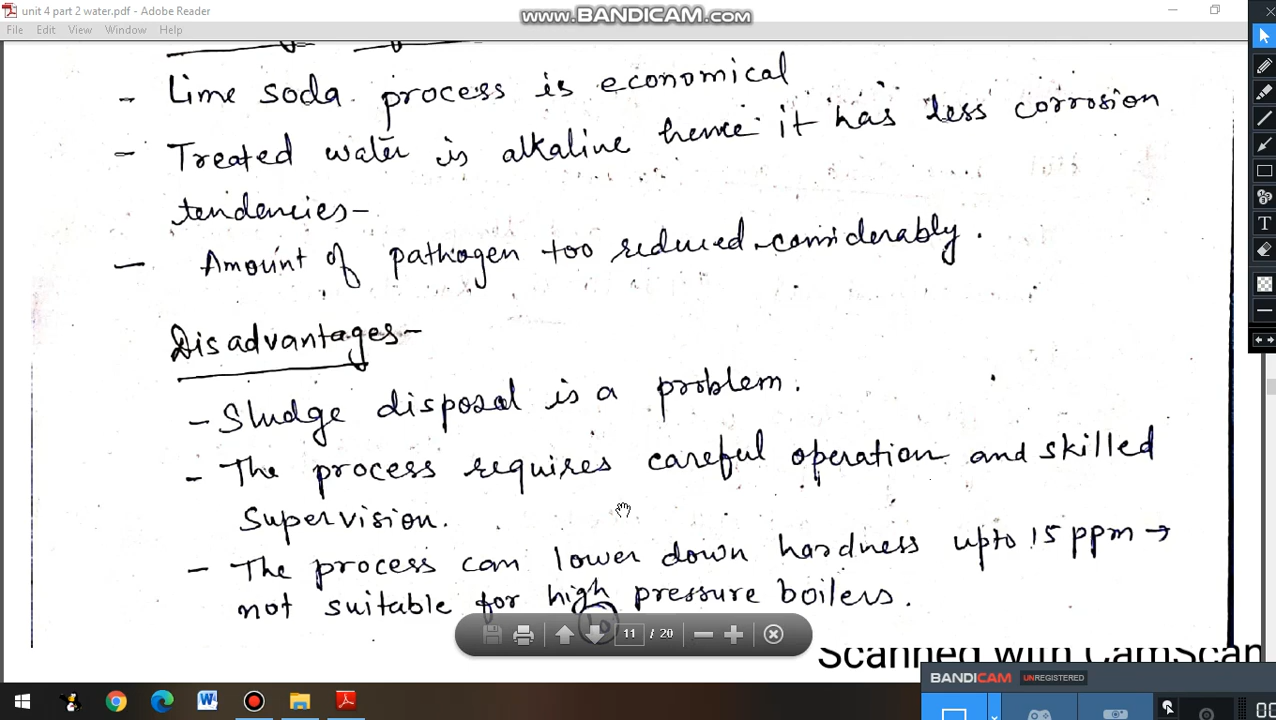 unit 4 part 2 water.pdf - Adobe Reader
www.BANDICAM.com
File Edit View Window Help
- Lime soda process is economical
- Treated water is alkaline hence it has less corrosion
tendencies-
- Amount of pathogen too reduced considerably.
Disadvantages-
- Sludge disposal is a problem.
- The process requires careful operation and skilled
Supervision.
- The process can lower down hardness upto 15 ppm →
not suitable for high pressure boilers.
11 / 20
Scanned with CamScan
BANDICAM UNREGISTERED